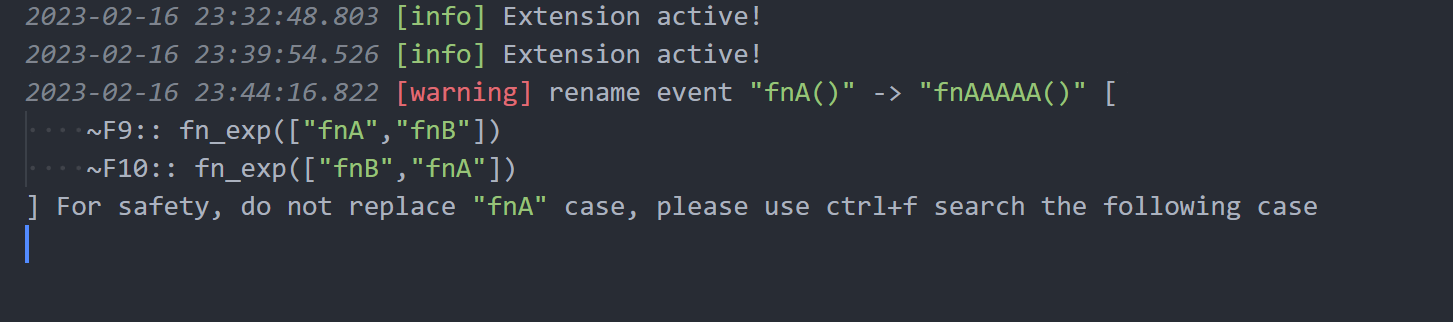 2023-02-16 23:32:48.803 [info] Extension active!
2023-02-16 23:39:54.526 [info] Extension active!
2023-02-16 23:44:16.822 [warning] rename event "fnA()" -> "fnAAAAA()" [
    ~F9:: fn_exp(["fnA","fnB"])
    ~F10:: fn_exp(["fnB","fnA"])
] For safety, do not replace "fnA" case, please use ctrl+f search the following case